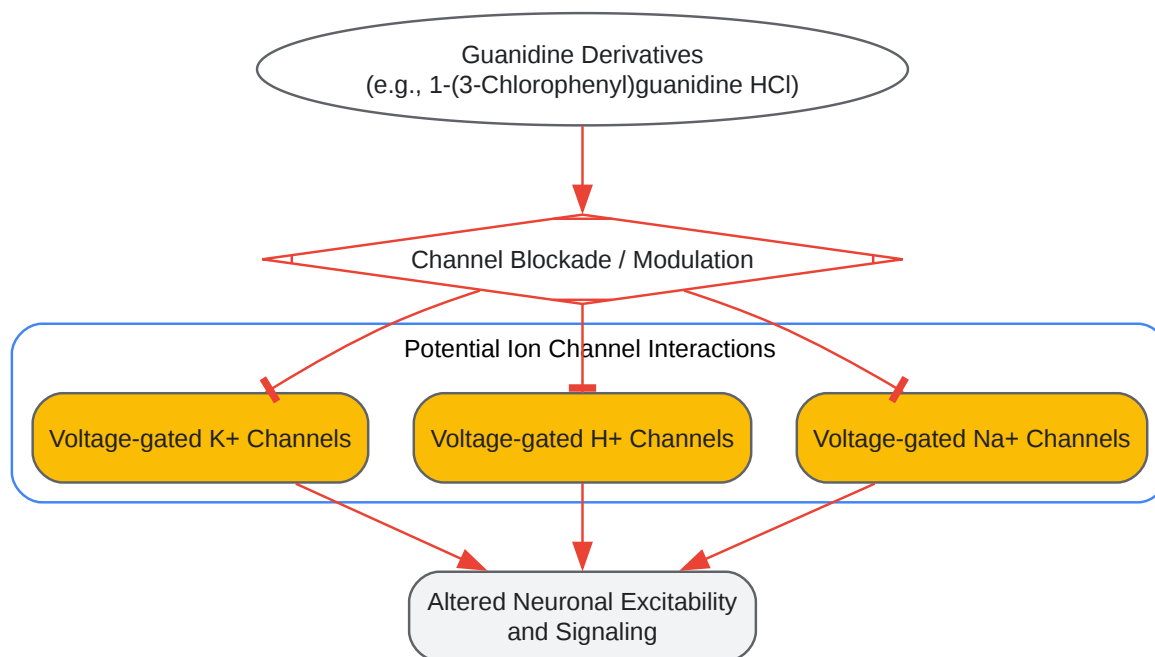 Guanidine Derivatives
(e.g., 1-(3-Chlorophenyl)guanidine HCl)
Channel Blockade / Modulation
Potential Ion Channel Interactions
Voltage-gated K+ Channels
Voltage-gated H+ Channels
Voltage-gated Na+ Channels
Altered Neuronal Excitability
and Signaling